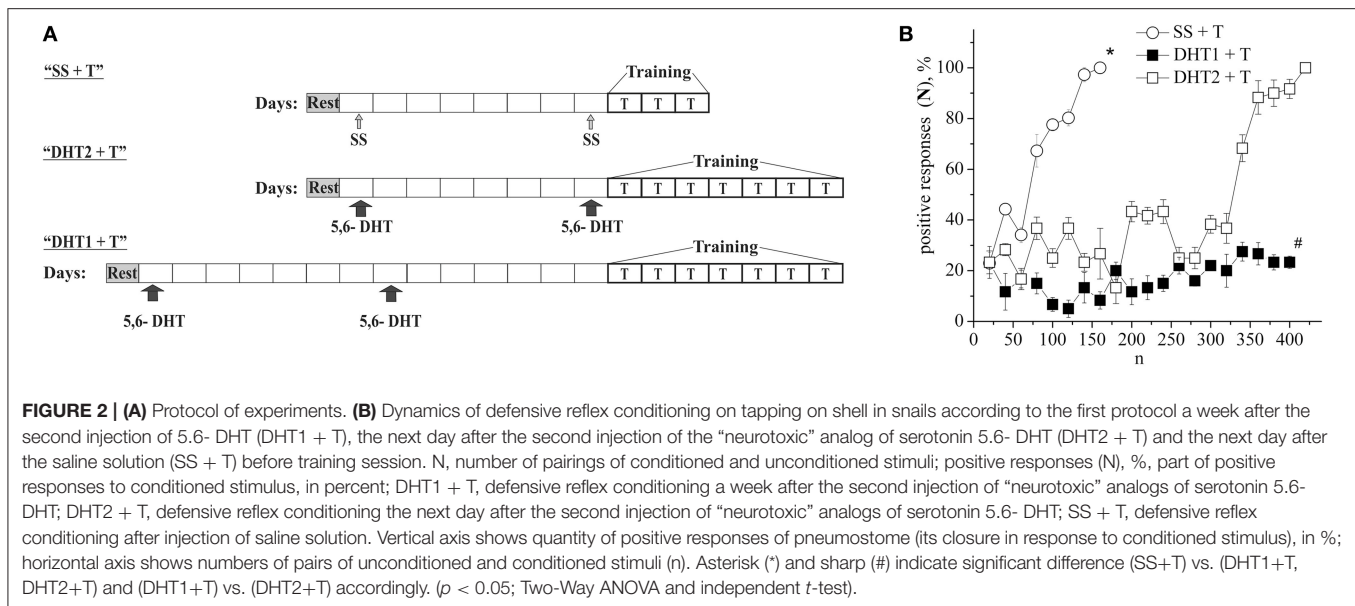 A
"SS + T"
Training
Days: Rest T T T
SS SS
"DHT2 + T"
Training
Days: Rest T T T T T T T
5,6- DHT 5,6- DHT
"DHT1 + T"
Training
Days: Rest T T T T T T T
5,6- DHT 5,6- DHT
B
SS + T
DHT1 + T
DHT2 + T
*
#
positive responses (N), %
100
80
60
40
20
0
0 50 100 150 200 250 300 350 400
n
FIGURE 2 | (A) Protocol of experiments. (B) Dynamics of defensive reflex conditioning on tapping on shell in snails according to the first protocol a week after the
second injection of 5.6- DHT (DHT1 + T), the next day after the second injection of the “neurotoxic” analog of serotonin 5.6- DHT (DHT2 + T) and the next day after
the saline solution (SS + T) before training session. N, number of pairings of conditioned and unconditioned stimuli; positive responses (N), %, part of positive
responses to conditioned stimulus, in percent; DHT1 + T, defensive reflex conditioning a week after the second injection of “neurotoxic” analogs of serotonin 5.6-
DHT; DHT2 + T, defensive reflex conditioning the next day after the second injection of “neurotoxic” analogs of serotonin 5.6- DHT; SS + T, defensive reflex
conditioning after injection of saline solution. Vertical axis shows quantity of positive responses of pneumostome (its closure in response to conditioned stimulus), in %;
horizontal axis shows numbers of pairs of unconditioned and conditioned stimuli (n). Asterisk (*) and sharp (#) indicate significant difference (SS+T) vs. (DHT1+T,
DHT2+T) and (DHT1+T) vs. (DHT2+T) accordingly. (p < 0.05; Two-Way ANOVA and independent t-test).